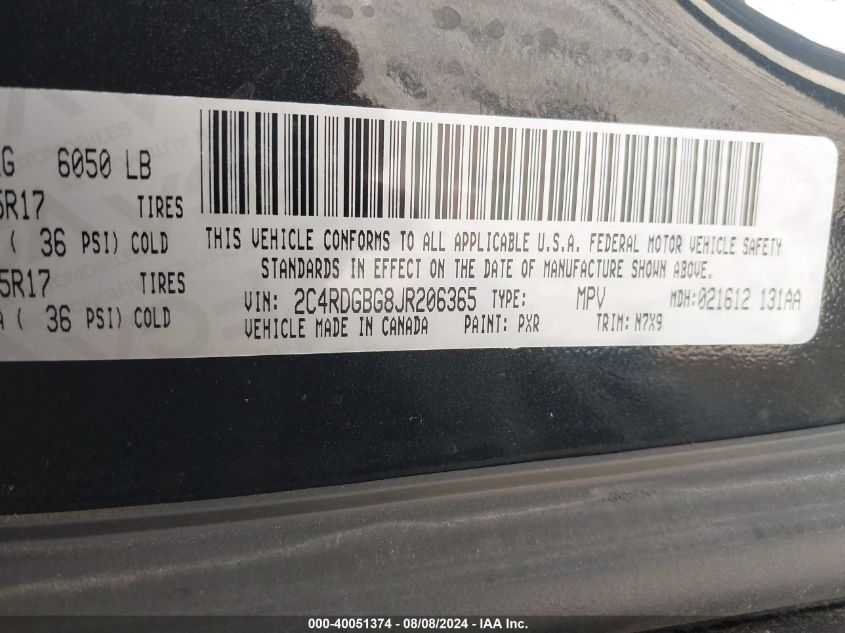 G 6050 LB
5R17 TIRES
( 36 PSI) COLD
5R17 TIRES
A ( 36 PSI) COLD
THIS VEHICLE CONFORMS TO ALL APPLICABLE U.S.A. FEDERAL MOTOR VEHICLE SAFETY
STANDARDS IN EFFECT ON THE DATE OF MANUFACTURE SHOWN ABOVE.
VIN: 2C4RDGBG8JR206365 TYPE: MPV MDH:021612 131AA
VEHICLE MADE IN CANADA PAINT: PXR TRIM: N7X9
000-40051374 - 08/08/2024 - IAA Inc.